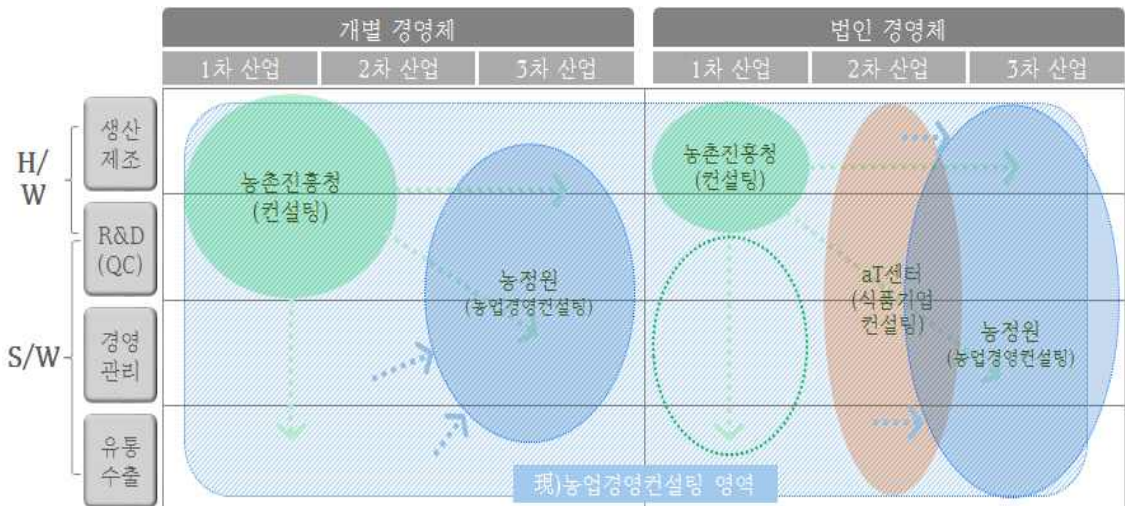 개별 경영체
법인 경영체
1차 산업
2차 산업
3차 산업
1차 산업
2차 산업
3차 산업
H/
W
S/W
생산
제조
R&D
(QC)
경영
관리
유통
수출
농촌진흥청
(컨설팅)
농정원
(농업경영컨설팅)
농촌진흥청
(컨설팅)
aT센터
(식품기업
컨설팅)
농정원
(농업경영컨설팅)
現)농업경영컨설팅 영역